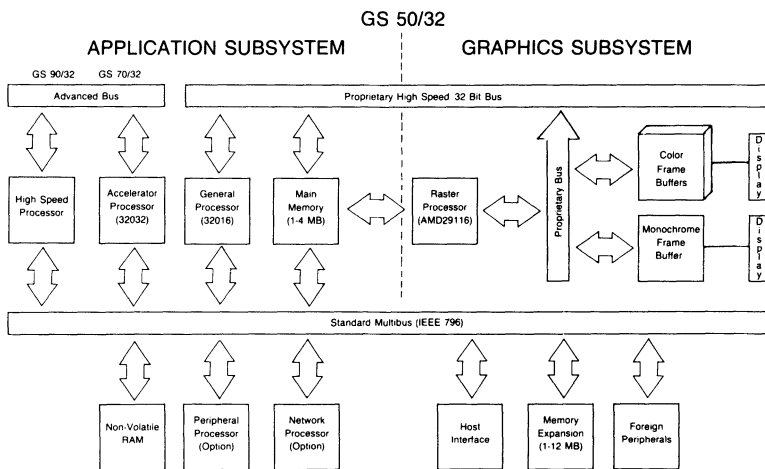 GS 50/32
APPLICATION SUBSYSTEM
GRAPHICS SUBSYSTEM
GS 90/32
GS 70/32
Advanced Bus
Proprietary High Speed 32 Bit Bus
High Speed
Processor
Accelerator
Processor
(32032)
General
Processor
(32016)
Main
Memory
(1-4 MB)
Raster
Processor
(AMD29116)
Proprietary Bus
Color
Frame
Buffers
Display
Monochrome
Frame
Buffer
Display
Standard Multibus (IEEE 796)
Non-Volatile
RAM
Peripheral
Processor
(Option)
Network
Processor
(Option)
Host
Interface
Memory
Expansion
(1-12 MB)
Foreign
Peripherals